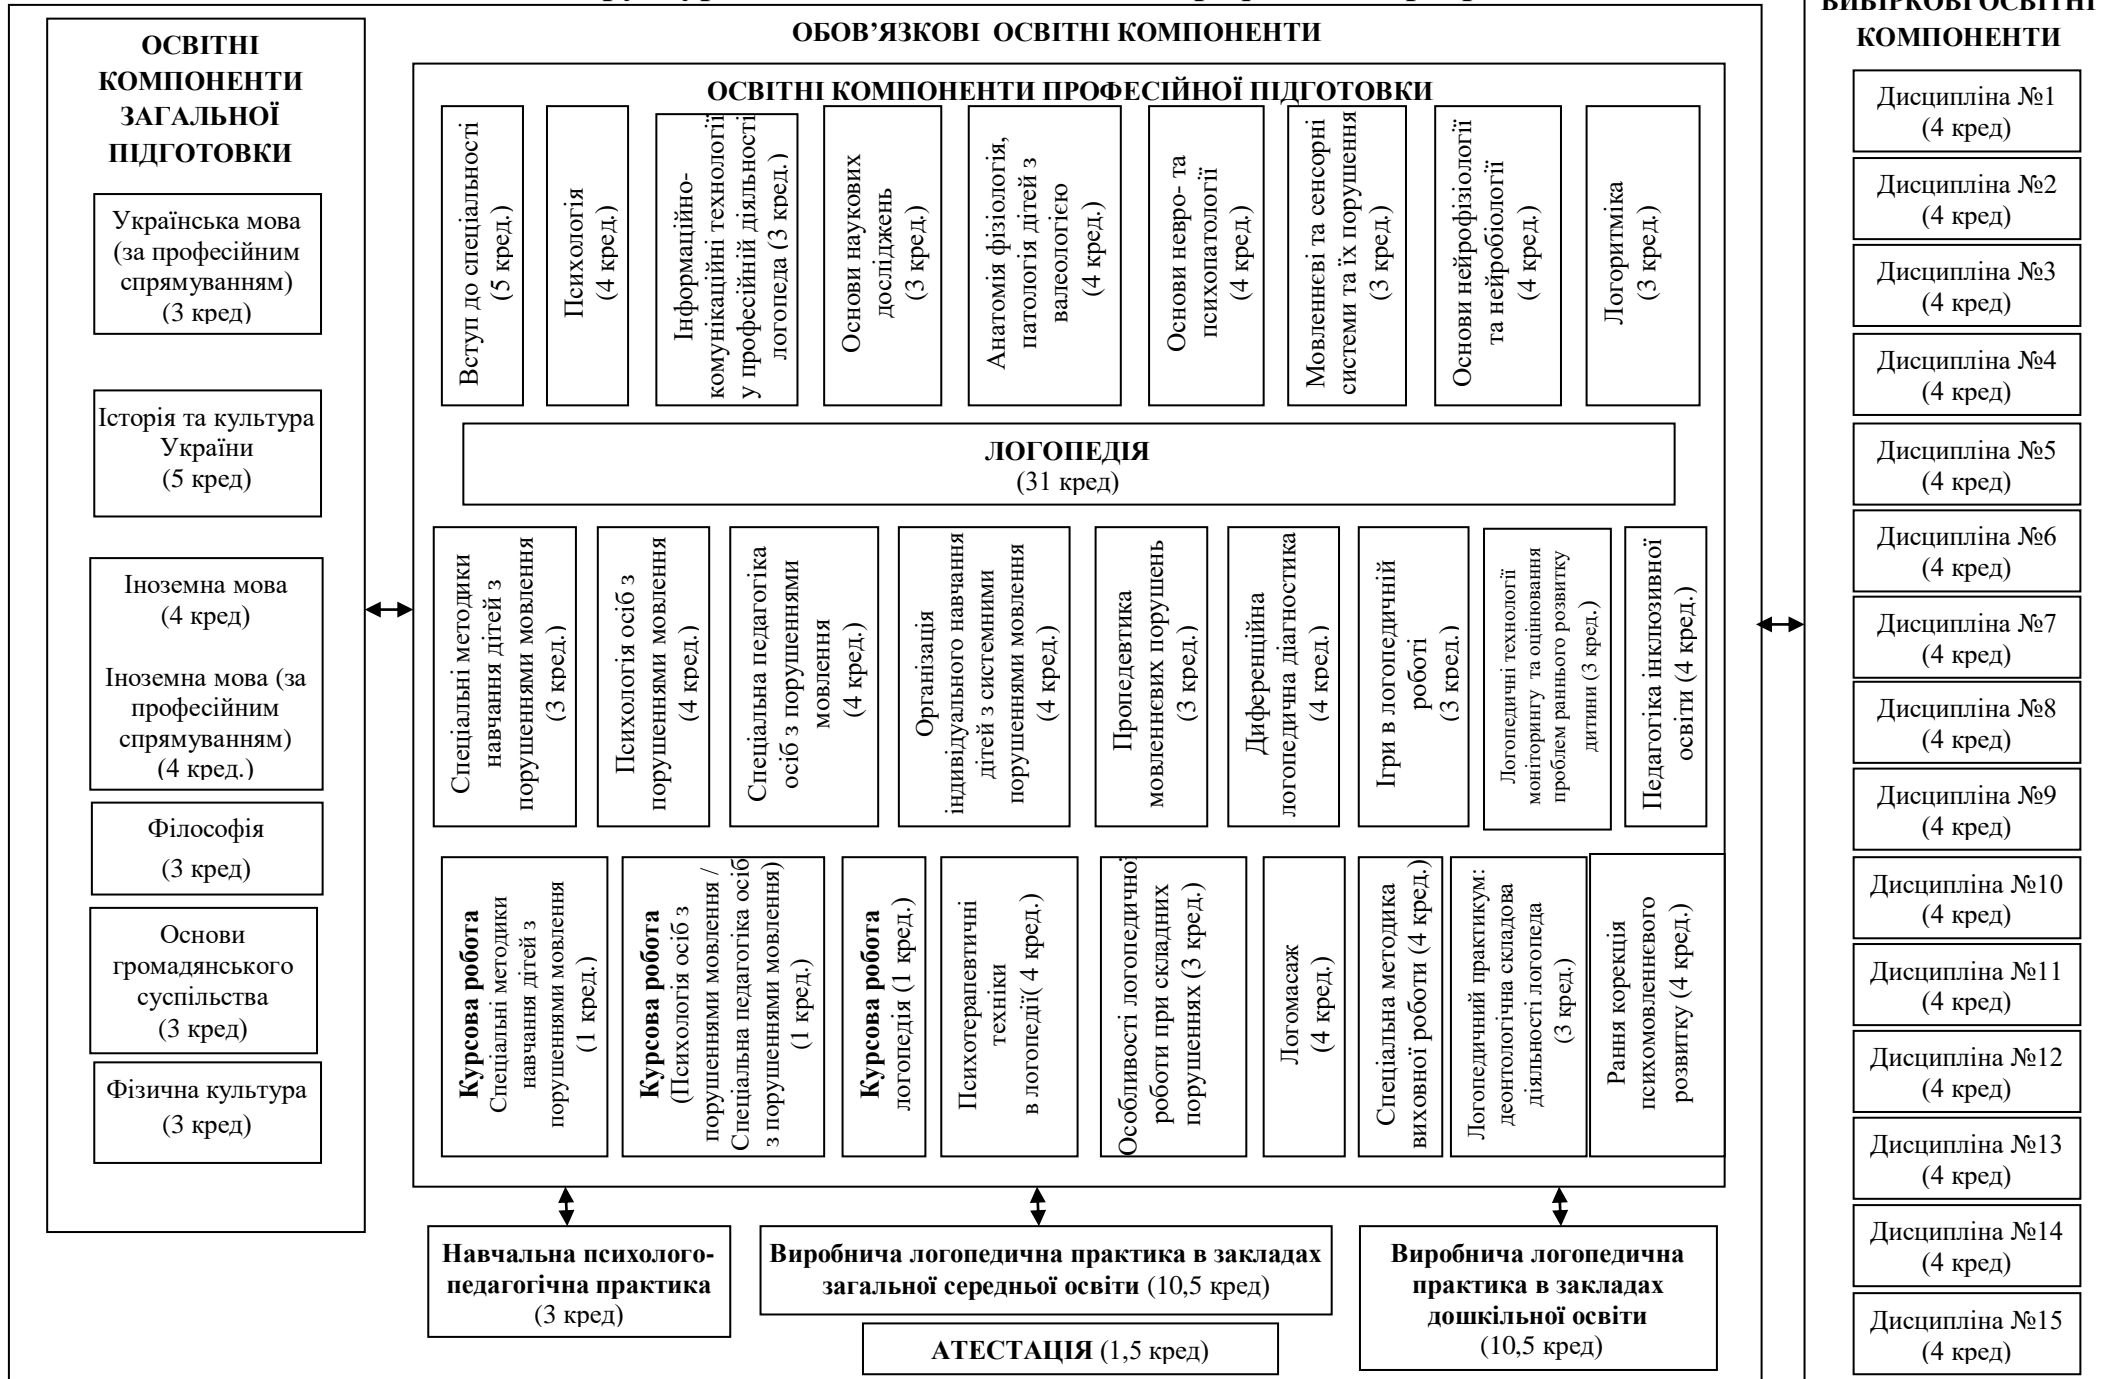 ОБОВ’ЯЗКОВІ ОСВІТНІ КОМПОНЕНТИ
ОСВІТНІ
КОМПОНЕНТИ
ЗАГАЛЬНОЇ
ПІДГОТОВКИ
Українська мова
(за професійним
спрямуванням)
(3 кред)
Історія та культура
України
(5 кред)
Іноземна мова
(4 кред)
Іноземна мова (за
професійним
спрямуванням)
(4 кред.)
Філософія
(3 кред)
Основи
громадянського
суспільства
(3 кред)
Фізична культура
(3 кред)
ОСВІТНІ КОМПОНЕНТИ ПРОФЕСІЙНОЇ ПІДГОТОВКИ
Вступ до спеціальності
(5 кред.)
Психологія
(4 кред.)
Інформаційно-
комунікаційні технології
у професійній діяльності
логопеда (3 кред.)
Основи наукових
досліджень
(3 кред.)
Анатомія фізіологія,
патологія дітей з
валеологією
(4 кред.)
Основи невро- та
психопатології
(4 кред.)
Мовленнєві та сенсорні
системи та їх порушення
(3 кред.)
Основи нейрофізіології
та нейробіології
(4 кред.)
Логоритміка
(3 кред.)
ЛОГОПЕДІЯ
(31 кред)
Спеціальні методики
навчання дітей з
порушеннями мовлення
(3 кред.)
Психологія осіб з
порушеннями мовлення
(4 кред.)
Спеціальна педагогіка
осіб з порушеннями
мовлення
(4 кред.)
Організація
індивідуального навчання
дітей з системними
порушеннями мовлення
(4 кред.)
Пропедевтика
мовленнєвих порушень
(3 кред.)
Диференційна
логопедична діагностика
(4 кред.)
Ігри в логопедичній
роботі
(3 кред.)
Логопедичні технології
моніторингу та оцінювання
проблем раннього розвитку
дитини (3 кред.)
Педагогіка інклюзивної
освіти (4 кред.)
Курсова робота
Спеціальні методики
навчання дітей з
порушеннями мовлення
(1 кред.)
Курсова робота
(Психологія осіб з
порушеннями мовлення /
Спеціальна педагогіка осіб
з порушеннями мовлення)
(1 кред.)
Курсова робота
логопедія (1 кред.)
Психотерапевтичні
техніки
в логопедії( 4 кред.)
Особливості логопедичної
роботи при складних
порушеннях (3 кред.)
Логомасаж
(4 кред.)
Спеціальна методика
виховної роботи (4 кред.)
Логопедичний практикум:
деонтологічна складова
діяльності логопеда
(3 кред.)
Рання корекція
психомовленнєвого
розвитку (4 кред.)
Навчальна психолого-
педагогічна практика
(3 кред)
Виробнича логопедична практика в закладах
загальної середньої освіти (10,5 кред)
Виробнича логопедична
практика в закладах
дошкільної освіти
(10,5 кред)
АТЕСТАЦІЯ (1,5 кред)
ВИБІРКОВІ ОСВІТНІ
КОМПОНЕНТИ
Дисципліна №1
(4 кред)
Дисципліна №2
(4 кред)
Дисципліна №3
(4 кред)
Дисципліна №4
(4 кред)
Дисципліна №5
(4 кред)
Дисципліна №6
(4 кред)
Дисципліна №7
(4 кред)
Дисципліна №8
(4 кред)
Дисципліна №9
(4 кред)
Дисципліна №10
(4 кред)
Дисципліна №11
(4 кред)
Дисципліна №12
(4 кред)
Дисципліна №13
(4 кред)
Дисципліна №14
(4 кред)
Дисципліна №15
(4 кред)